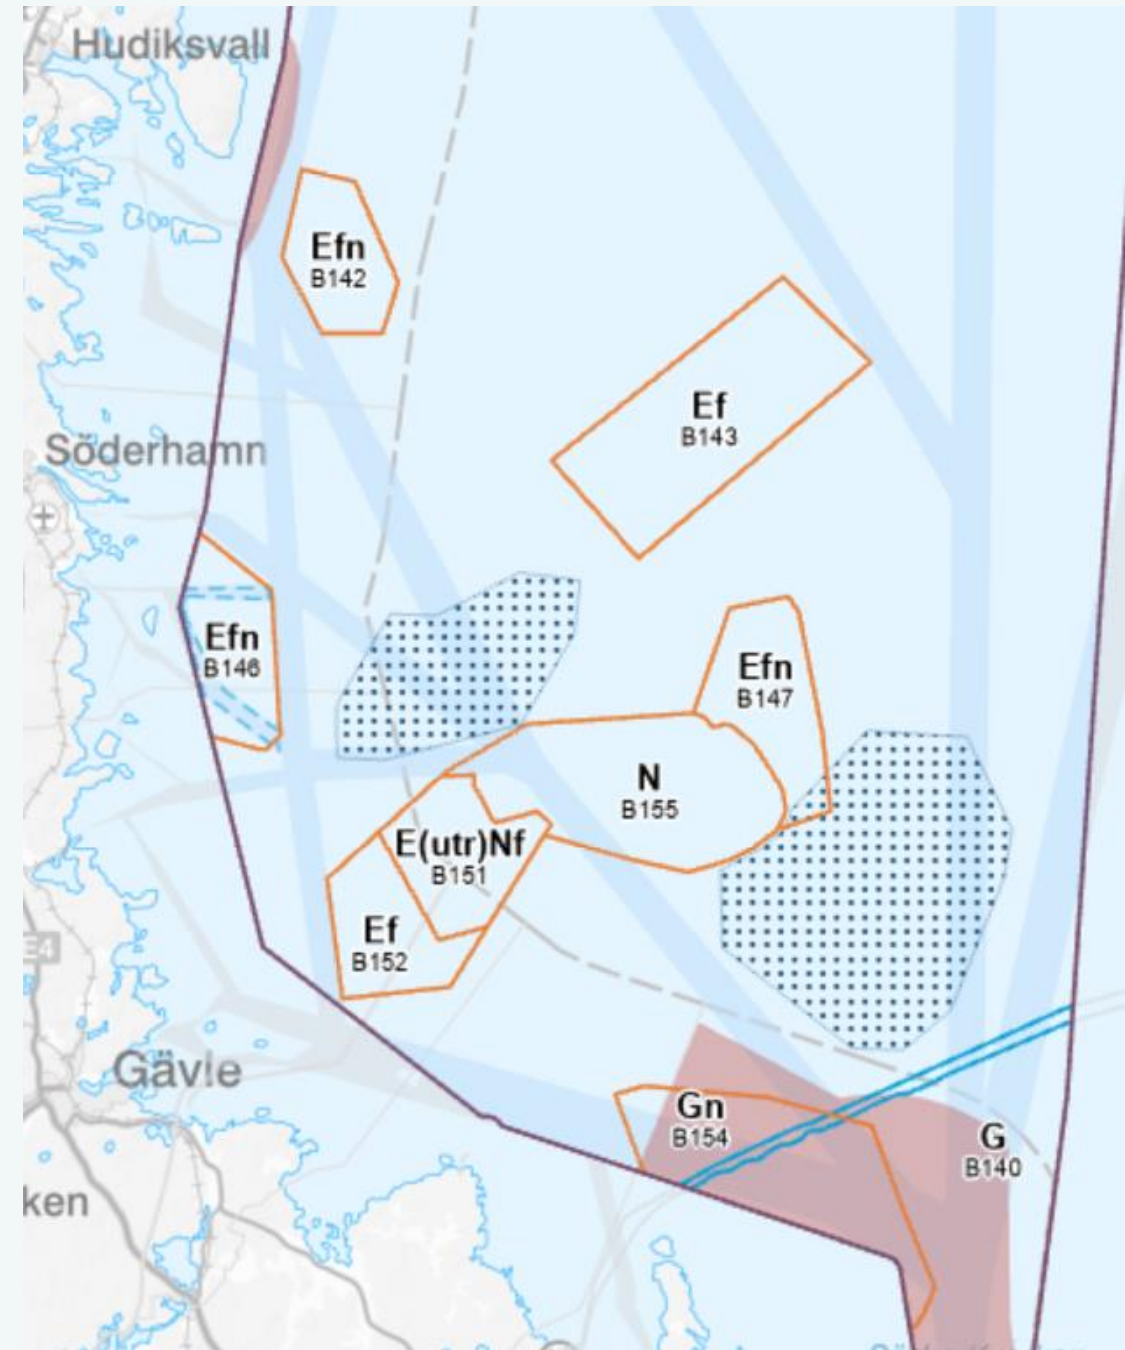 Hudiksvall
Efn
B142
Ef
B143
Söderhamn
Efn
B146
Efn
B147
N
B155
E(utr)Nf
B151
Ef
B152
E4
Gävle
Gn
B154
G
B140
ken